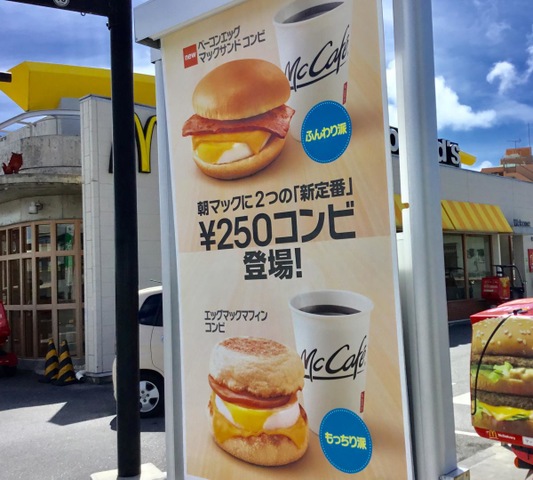 new
ベーコンエッグ
マックサンド コンビ
McCafé
ふんわり派
朝マックに2つの「新定番」
¥250コンビ
登場!
エッグマックマフィン
コンビ
McCafé
もっちり派